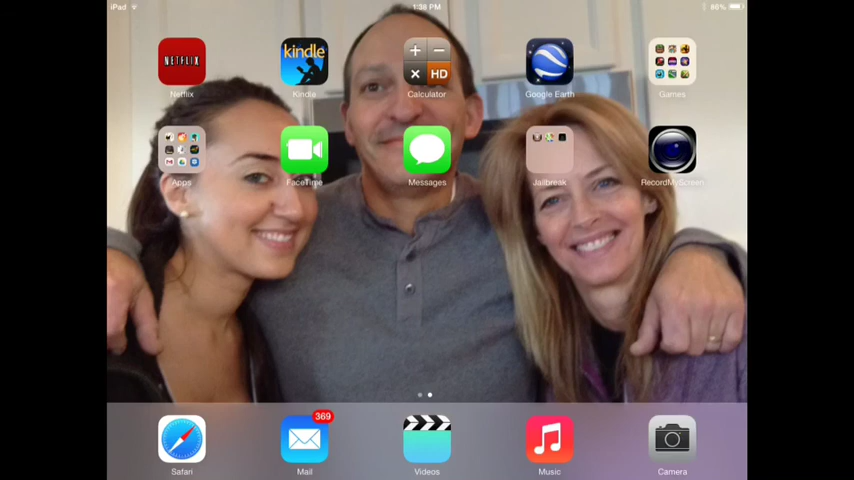 iPad 1:38 PM 86%
NETFLIX kindle + −
× HD
Netflix Kindle Calculator Google Earth Games
Apps FaceTime Messages Jailbreak RecordMyScreen
369
Safari Mail Videos Music Camera